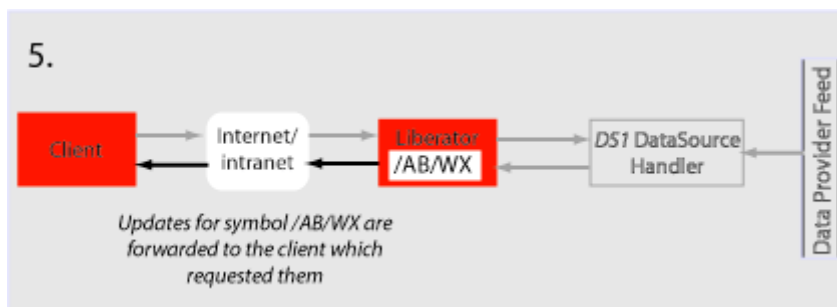 5.
Client
Internet/
intranet
Liberator
/AB/WX
DS1 DataSource
Handler
Data Provider Feed
Updates for symbol /AB/WX are
forwarded to the client which
requested them